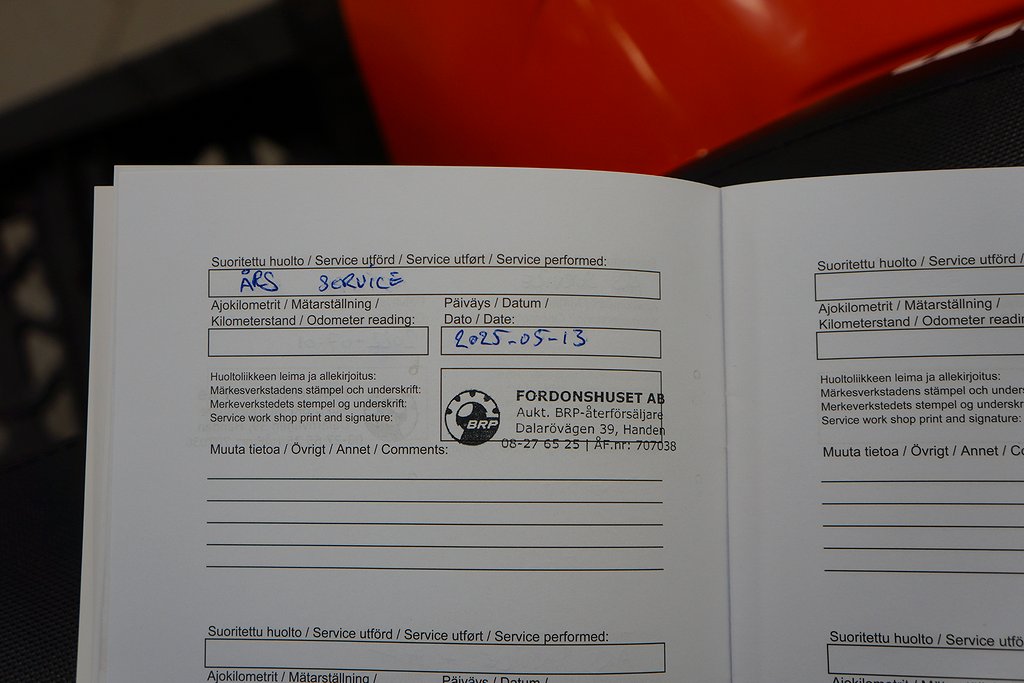 Suoritettu huolto / Service utförd / Service utført / Service performed:
ÅRS SERVICE
Ajokilometrit / Mätarställning /
Kilometerstand / Odometer reading:
Päiväys / Datum /
Dato / Date:
2025-05-13
Huoltoliikkeen leima ja allekirjoitus:
Märkesverkstadens stämpel och underskrift:
Merkeverkstedets stempel og underskrift:
Service work shop print and signature:
BRP
FORDONSHUSET AB
Aukt. BRP-återförsäljare
Dalarövägen 39, Handen
08-27 65 25 | ÅF.nr: 707038
Muuta tietoa / Övrigt / Annet / Comments:
Suoritettu huolto / Service utförd / Service utført / Service performed:
Ajokilometrit / Mätarställning /
Päiväys / Datum /
Suoritettu huolto / Service utförd /
Ajokilometrit / Mätarställning /
Kilometerstand / Odometer
Huoltoliikkeen leima ja allekirjoitus:
Märkesverkstadens stämpel och
Merkeverkstedets stempel og
Service work shop print and signature:
Muuta tietoa / Övrigt / Annet /
Suoritettu huolto / Service
Ajokilometrit /